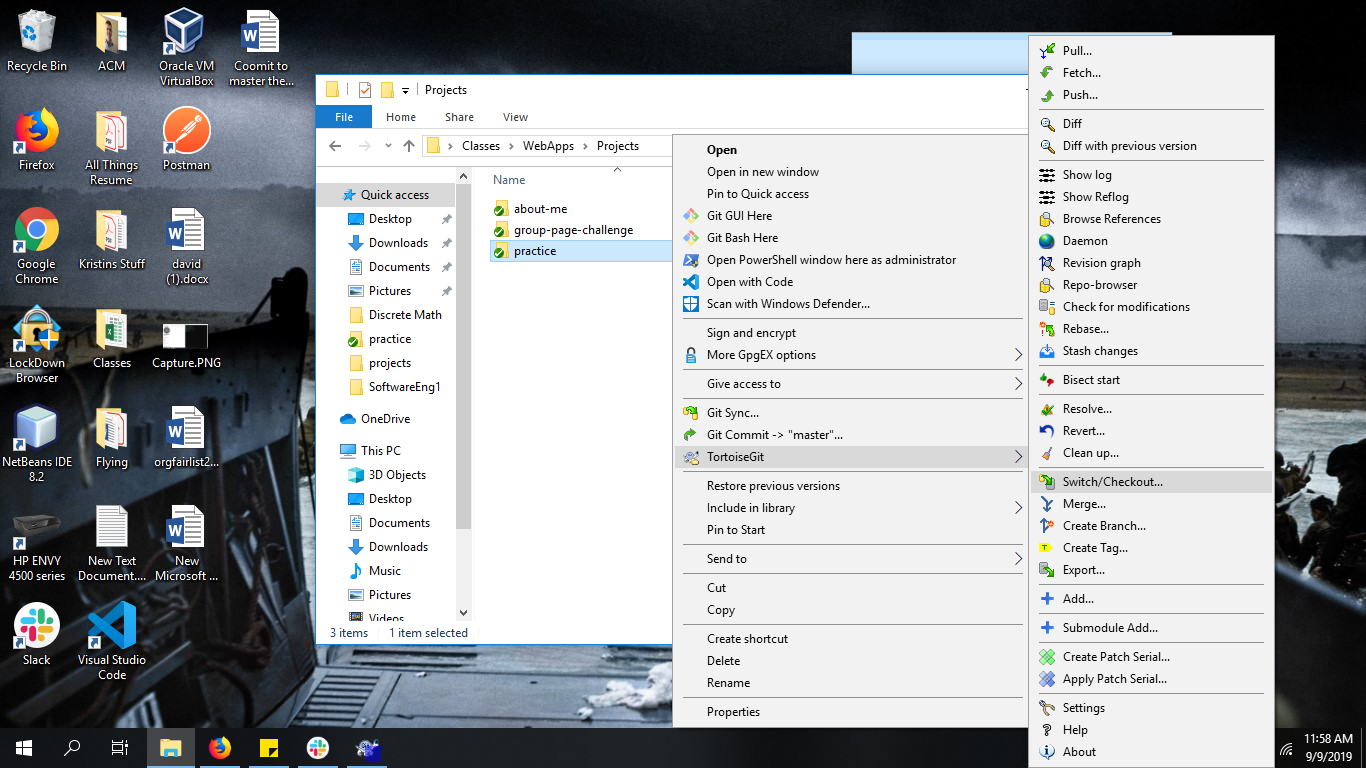 Recycle Bin
ACM
Oracle VM
VirtualBox
Coomit to
master the...
Firefox
All Things
Resume
Postman
Google
Chrome
Kristins Stuff
david
(1).docx
LockDown
Browser
Classes
Capture.PNG
NetBeans IDE
8.2
Flying
orgfairlist2...
HP ENVY
4500 series
New Text
Document....
New
Microsoft ...
Slack
Visual Studio
Code
Projects
File Home Share View
Classes WebApps Projects
Quick access
Desktop
Downloads
Documents
Pictures
Discrete Math
practice
projects
SoftwareEng1
OneDrive
This PC
3D Objects
Desktop
Documents
Downloads
Music
Pictures
Videos
Name
about-me
group-page-challenge
practice
3 items 1 item selected
Open
Open in new window
Pin to Quick access
Git GUI Here
Git Bash Here
Open PowerShell window here as administrator
Open with Code
Scan with Windows Defender...
Sign and encrypt
More GpgEX options
Give access to
Git Sync...
Git Commit -> "master"...
TortoiseGit
Restore previous versions
Include in library
Pin to Start
Send to
Cut
Copy
Create shortcut
Delete
Rename
Properties
Pull...
Fetch...
Push...
Diff
Diff with previous version
Show log
Show Reflog
Browse References
Daemon
Revision graph
Repo-browser
Check for modifications
Rebase...
Stash changes
Bisect start
Resolve...
Revert...
Clean up...
Switch/Checkout...
Merge...
Create Branch...
Create Tag...
Export...
Add...
Submodule Add...
Create Patch Serial...
Apply Patch Serial...
Settings
Help
About
11:58 AM
9/9/2019